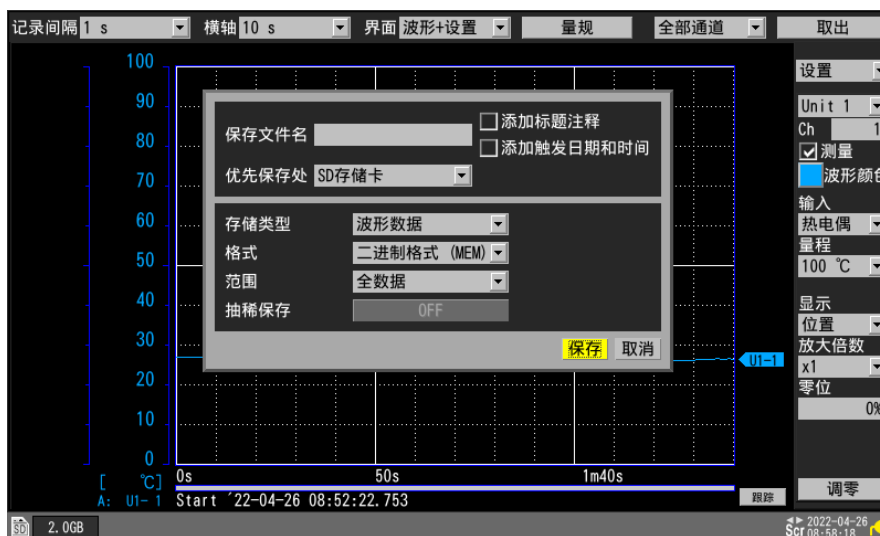 记录间隔 1 s 横轴 10 s 界面 波形+设置 量规 全部通道 取出
100
90
80
70
60
50
40
30
20
10
0
[ ℃]
A: U1- 1
保存文件名
添加标题注释
添加触发日期和时间
优先保存处 SD存储卡
存储类型 波形数据
格式 二进制格式 (MEM)
范围 全数据
抽稀保存 OFF
保存 取消
U1-1
0s 50s 1m40s
Start ´22-04-26 08:52:22.753
跟踪
设置
Unit 1
Ch 1
测量
波形颜色
输入
热电偶
量程
100 ℃
显示
位置
放大倍数
x1
零位
0%
调零
SD 2.0GB
Scr 2022-04-26
08:58:18